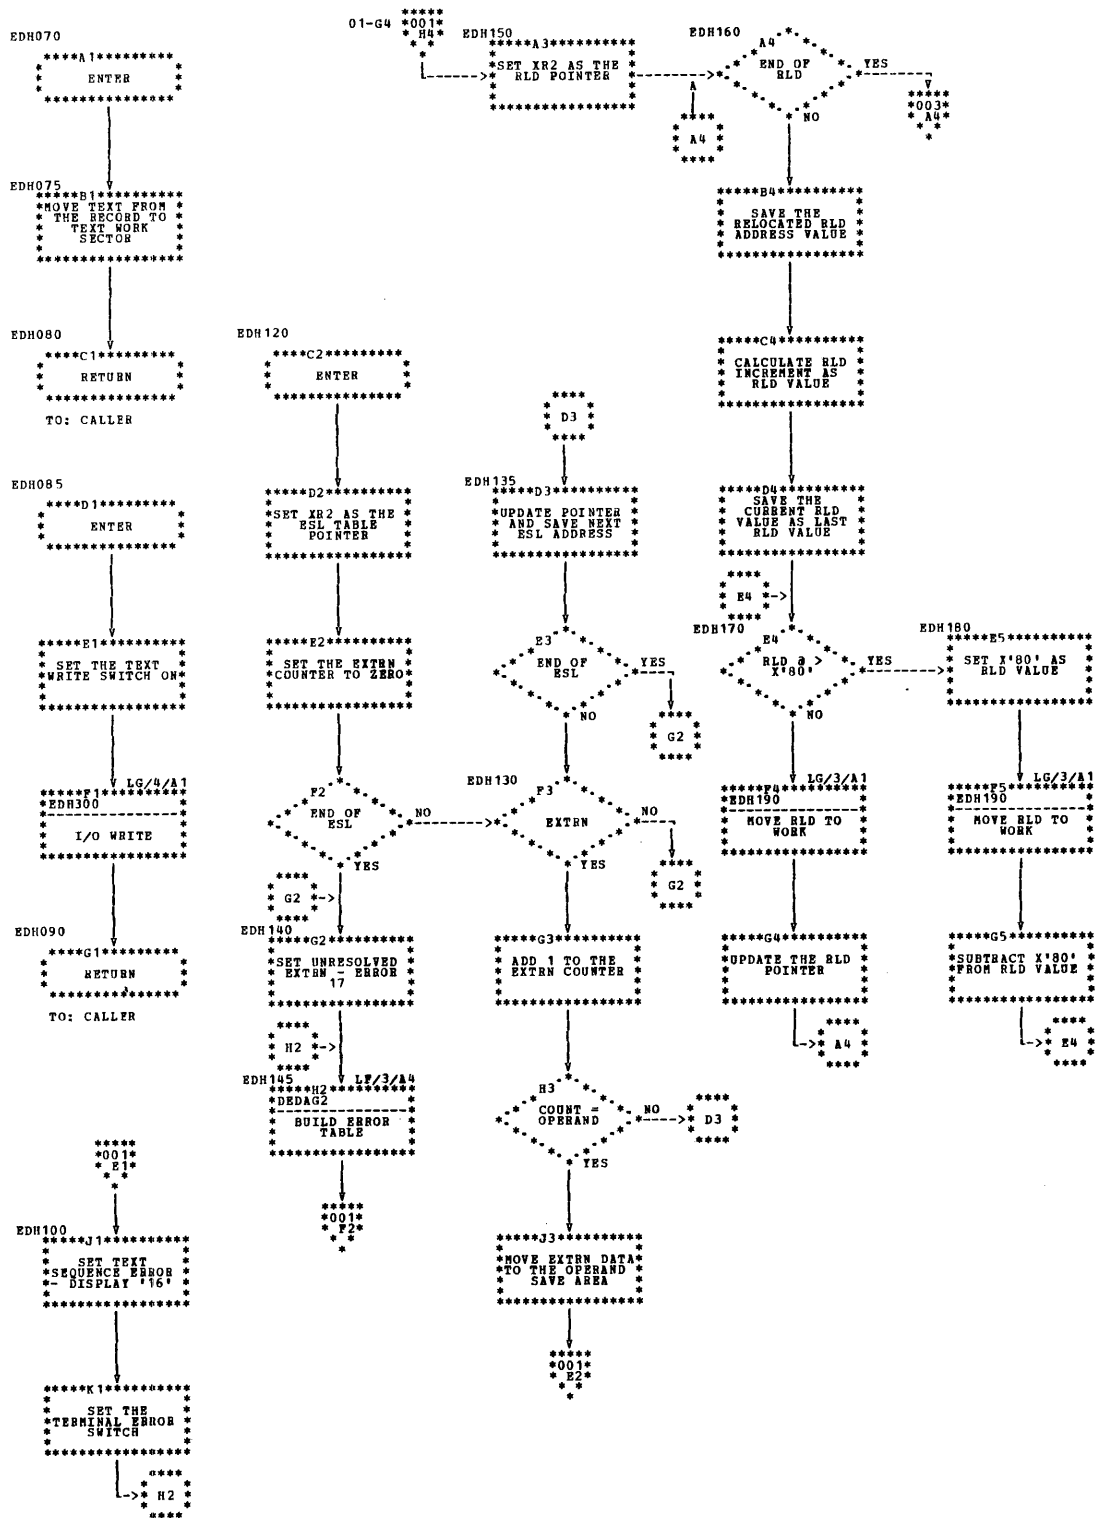 EDH070
A1
ENTER
EDH075
B1
MOVE TEXT FROM
THE RECORD TO
TEXT WORK
SECTOR
EDH080
C1
RETURN
TO: CALLER
EDH085
D1
ENTER
E1
SET THE TEXT
WRITE SWITCH ON
LG/4/A1
F1
EDH300
I/O WRITE
EDH090
G1
RETURN
TO: CALLER
001
E1
EDH100
J1
SET TEXT
SEQUENCE ERROR
- DISPLAY '16'
K1
SET THE
TERMINAL ERROR
SWITCH
H2
EDH120
C2
ENTER
D2
SET XR2 AS THE
ESL TABLE
POINTER
E2
SET THE EXTRN
COUNTER TO ZERO
F2
END OF
ESL
NO
YES
G2
EDH140
G2
SET UNRESOLVED
EXTRN - ERROR
17
H2
EDH145
LF/3/A4
H2
DEDAG2
BUILD ERROR
TABLE
001
F2
01-G4
001
H4
EDH150
A3
SET XR2 AS THE
RLD POINTER
D3
EDH135
D3
UPDATE POINTER
AND SAVE NEXT
ESL ADDRESS
E3
END OF
ESL
YES
G2
NO
EDH130
F3
EXTRN
NO
G2
YES
G3
ADD 1 TO THE
EXTRN COUNTER
H3
COUNT =
OPERAND
NO
D3
YES
J3
MOVE EXTRN DATA
TO THE OPERAND
SAVE AREA
001
E2
EDH160
A4
END OF
RLD
YES
003
A4
A
A4
NO
B4
SAVE THE
RELOCATED RLD
ADDRESS VALUE
C4
CALCULATE RLD
INCREMENT AS
RLD VALUE
D4
SAVE THE
CURRENT RLD
VALUE AS LAST
RLD VALUE
E4
EDH170
E4
RLD @ >
X'80'
YES
NO
LG/3/A1
F4
EDH190
MOVE RLD TO
WORK
G4
UPDATE THE RLD
POINTER
A4
EDH180
E5
SET X'80' AS
RLD VALUE
LG/3/A1
F5
EDH190
MOVE RLD TO
WORK
G5
SUBTRACT X'80'
FROM RLD VALUE
E4